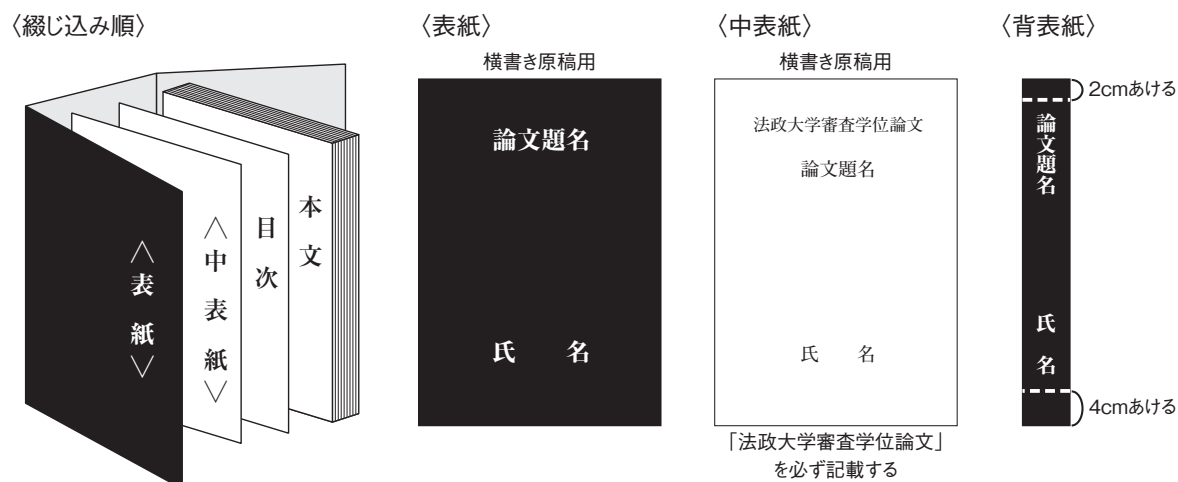 〈綴じ込み順〉
〈表紙〉
中表紙〉
目次
本文
〈表紙〉
横書き原稿用
論文題名
氏　名
〈中表紙〉
横書き原稿用
法政大学審査学位論文
論文題名
氏　名
「法政大学審査学位論文」
を必ず記載する
〈背表紙〉
2cmあける
論文題名
氏名
4cmあける